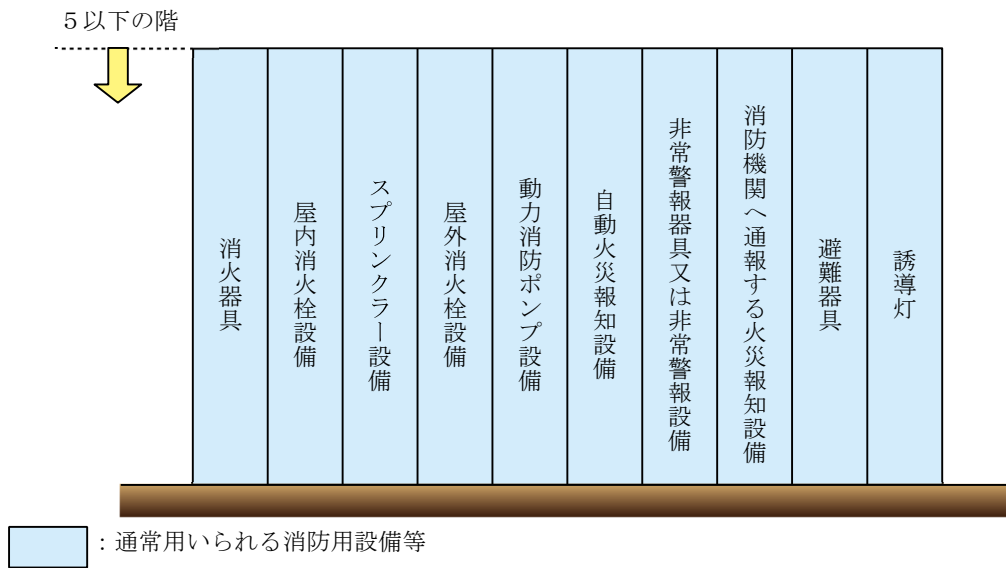 ５以下の階
消火器具
屋内消火栓設備
スプリンクラー設備
屋外消火栓設備
動力消防ポンプ設備
自動火災報知設備
非常警報器具又は非常警報設備
消防機関へ通報する火災報知設備
避難器具
誘導灯
：通常用いられる消防用設備等